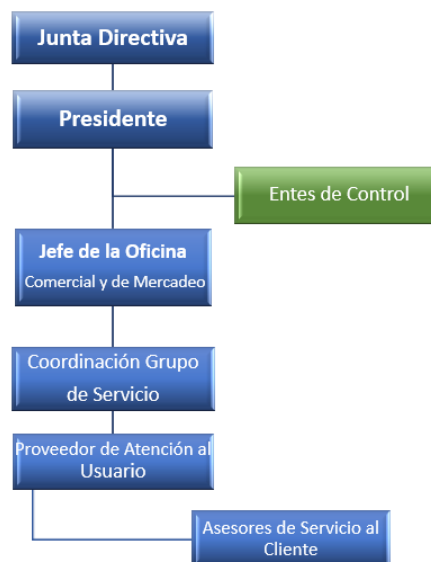 Junta Directiva
Presidente
Entes de Control
Jefe de la Oficina
Comercial y de Mercadeo
Coordinación Grupo
de Servicio
Proveedor de Atención al
Usuario
Asesores de Servicio al
Cliente